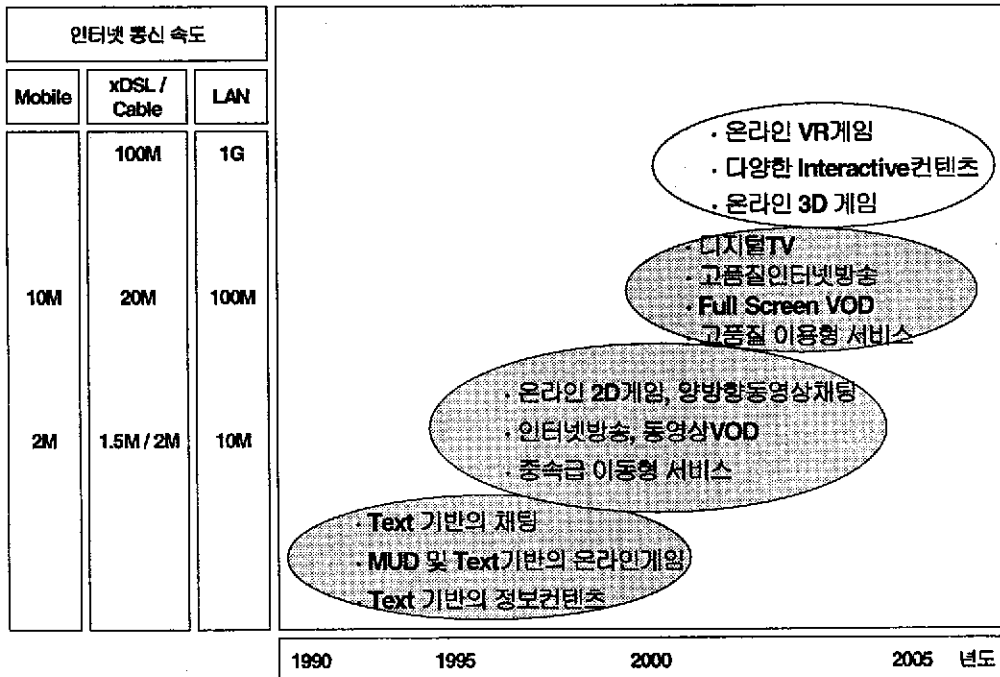 인터넷 통신 속도
Mobile
xDSL /
Cable
LAN
100M
1G
· 온라인 VR게임
· 다양한 Interactive컨텐츠
· 온라인 3D 게임
· 디지털TV
· 고품질인터넷방송
· Full Screen VOD
· 고품질 이용형 서비스
10M
20M
100M
· 온라인 2D게임, 양방향동영상채팅
· 인터넷방송, 동영상VOD
· 중속급 이동형 서비스
2M
1.5M / 2M
10M
· Text 기반의 채팅
· MUD 및 Text기반의 온라인게임
· Text 기반의 정보컨텐츠
1990
1995
2000
2005
년도